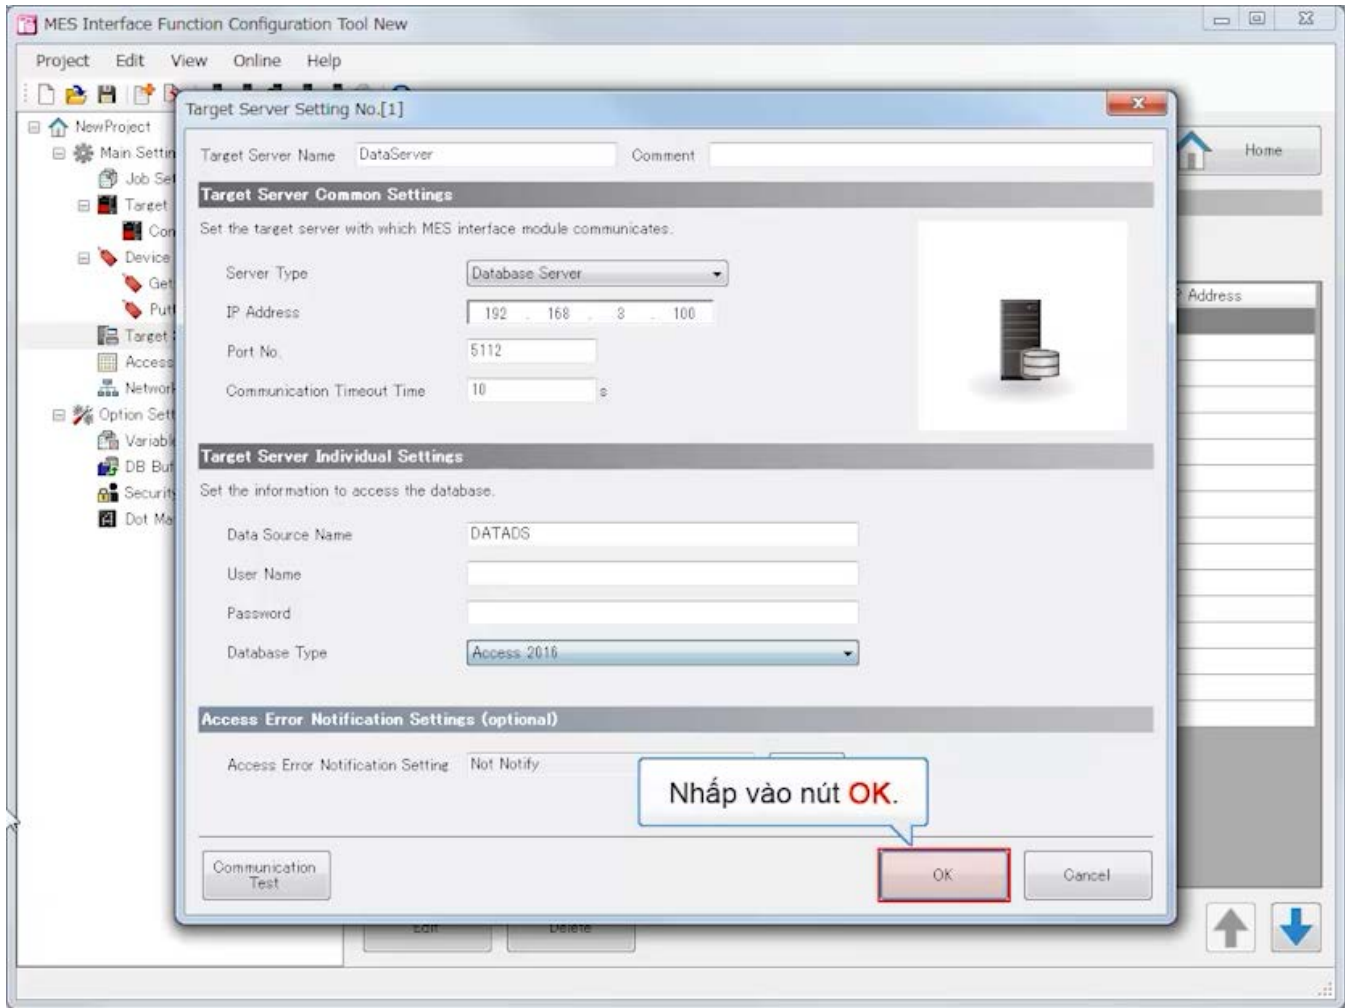 MES Interface Function Configuration Tool New
Project Edit View Online Help
Target Server Setting No.[1]
NewProject
Main Settin
Job Set
Target
Con
Device
Get
Put
Target
Access
Network
Option Sett
Variable
DB Buf
Security
Dot Ma
Target Server Name DataServer Comment
Home
Target Server Common Settings
Set the target server with which MES interface module communicates.
Server Type Database Server
IP Address 192 . 168 . 3 . 100
Address
Port No. 5112
Communication Timeout Time 10 s
Target Server Individual Settings
Set the information to access the database.
Data Source Name DATADS
User Name
Password
Database Type Access 2016
Access Error Notification Settings (optional)
Access Error Notification Setting Not Notify
Nhấp vào nút OK.
Communication
Test
OK
Cancel
Edit
Delete